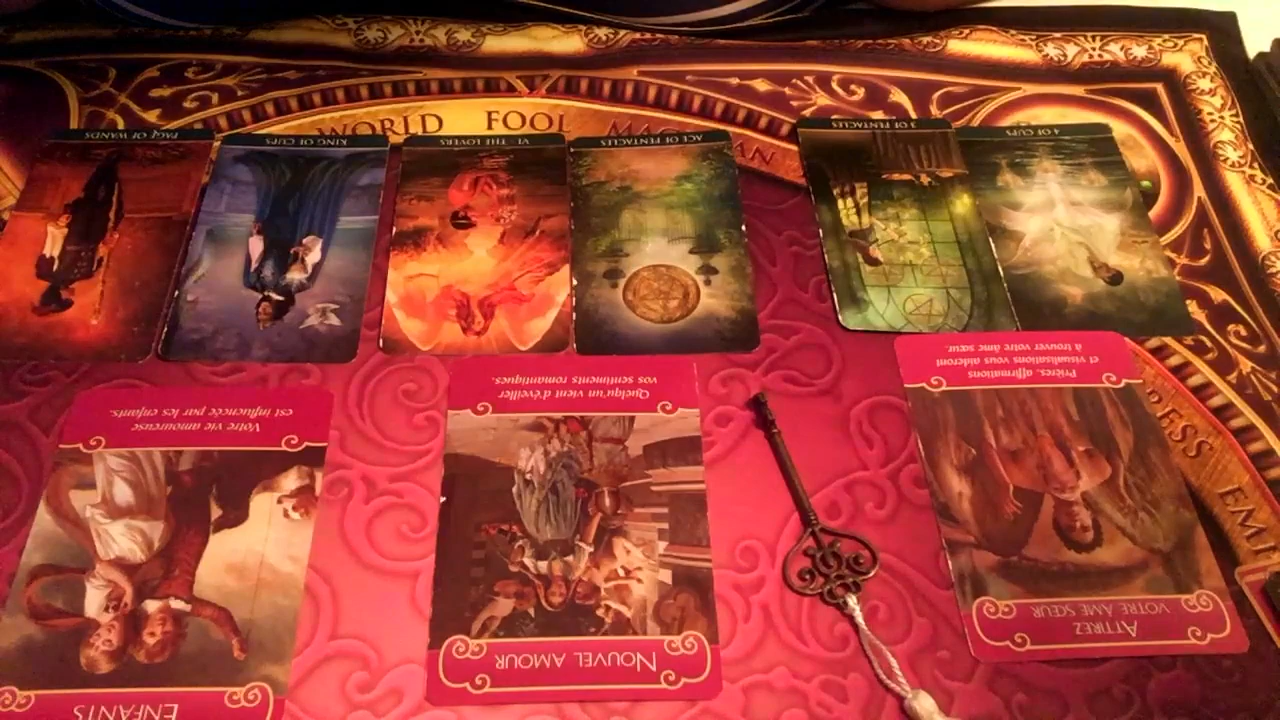 WORLD FOOL
PAGE OF WANDS
KING OF CUPS
VI - THE LOVERS
ACE OF PENTACLES
3 OF PENTACLES
4 OF CUPS
Votre vie amoureuse
est influencée par les enfants.
ENFANTS
Quelqu'un vient d'éveiller
vos sentiments romantiques.
NOUVEL AMOUR
Prières, affirmations
et visualisations vous aideront
à trouver votre âme sœur.
ATTIREZ
VOTRE ÂME SŒUR